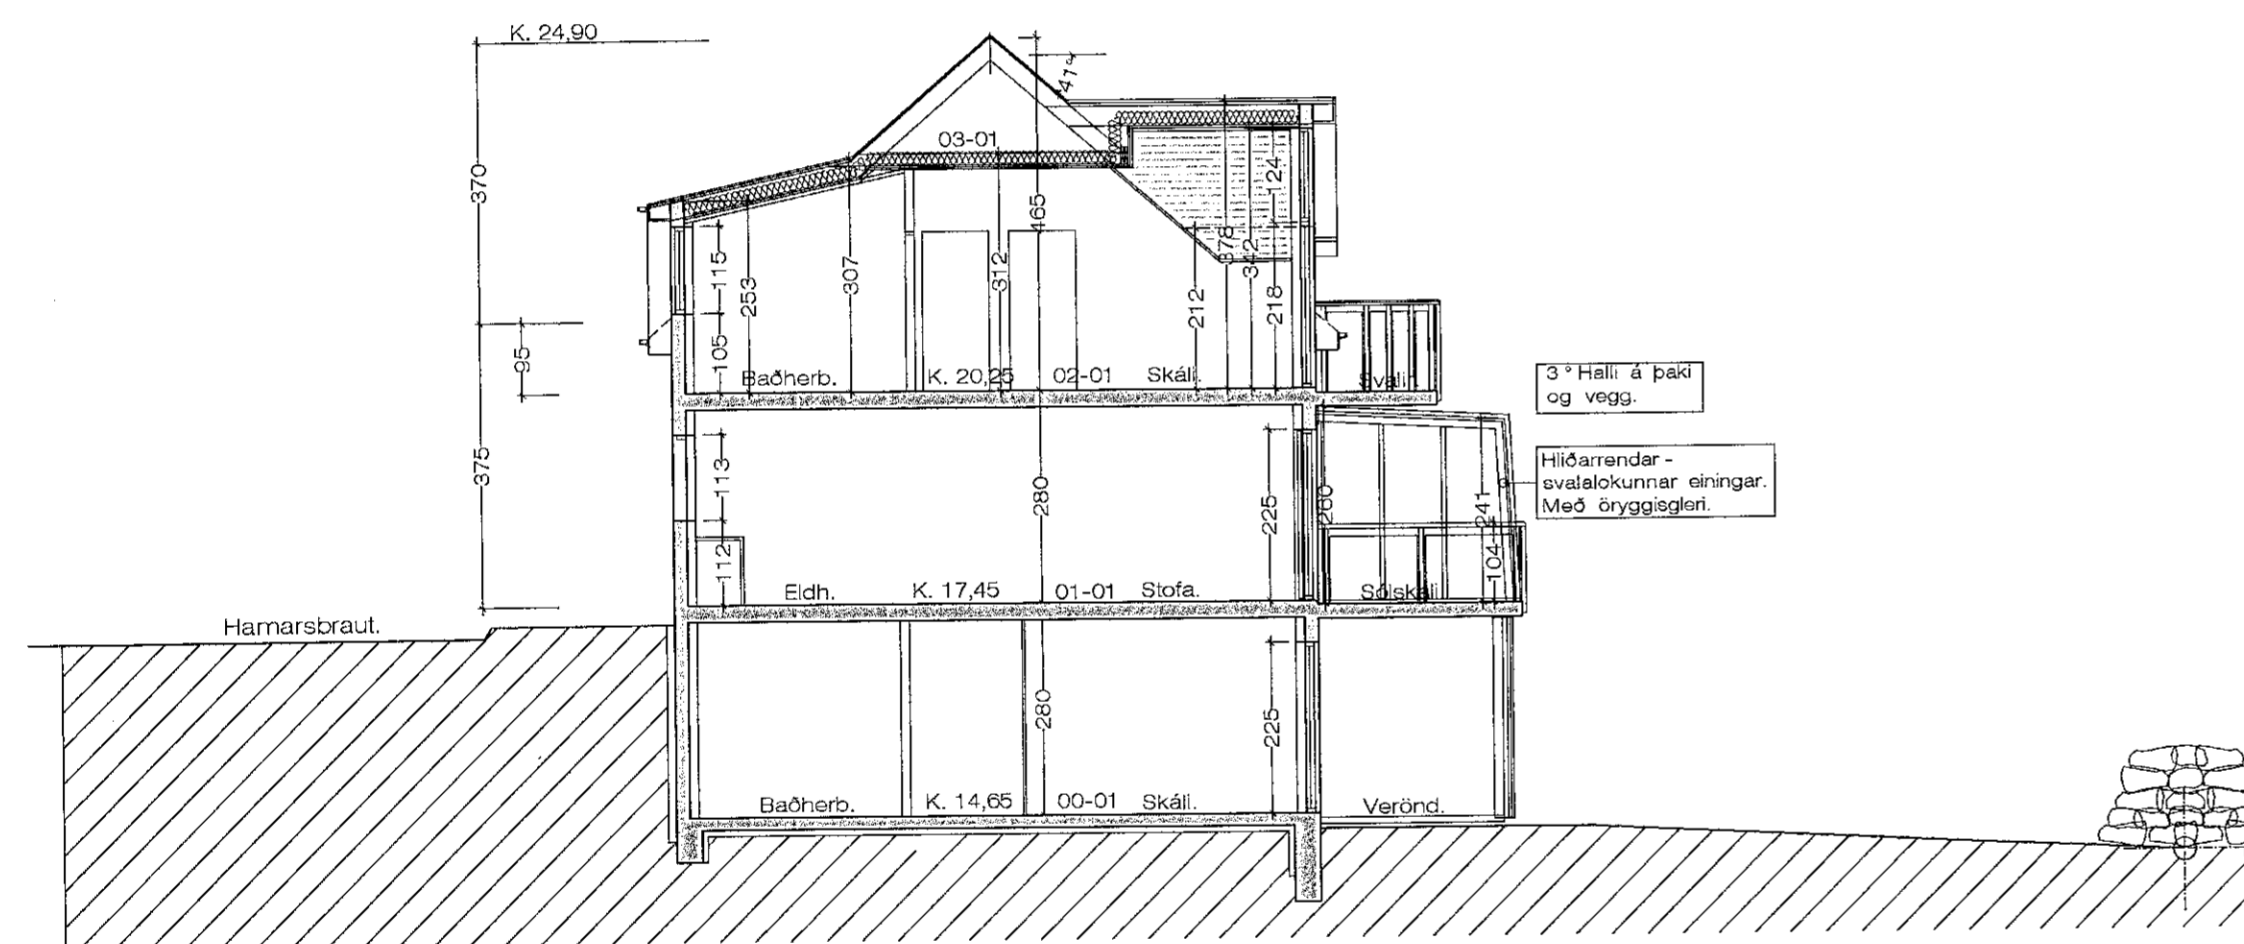 K. 24,90
41°
03-01
370
465
124
115
253
307
312
378
342
212
218
95
105
Baðherb.
K. 20,25
02-01
Skáli.
Svalir
3° Halli á þaki
og vegg.
375
113
280
225
260
241
Hliðarrendar -
svalalokunnar einingar.
Með öryggisgleri.
112
104
Eldh.
K. 17,45
01-01
Stofa.
Sólskáli
Hamarsbraut.
280
225
Baðherb.
K. 14,65
00-01
Skáli.
Verönd.